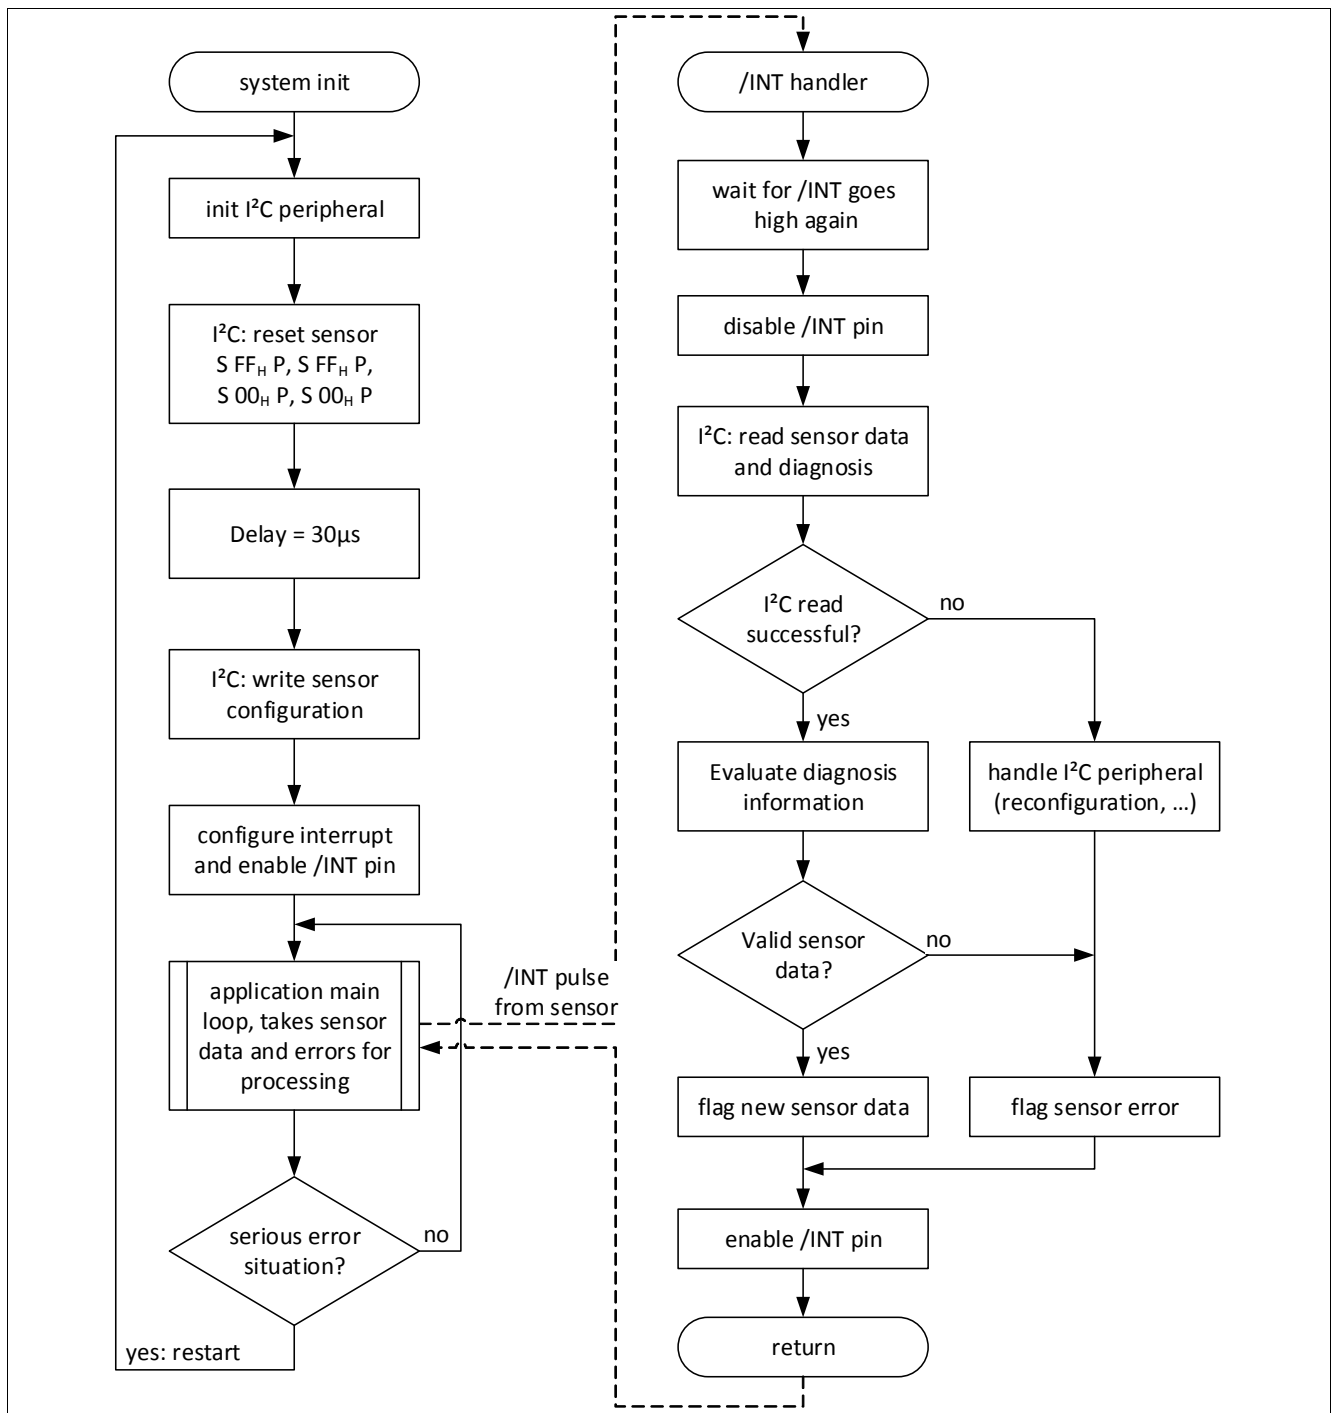 system init
init I²C peripheral
I²C: reset sensor
S FFH P, S FFH P,
S 00H P, S 00H P
Delay = 30µs
I²C: write sensor
configuration
configure interrupt
and enable /INT pin
application main
loop, takes sensor
data and errors for
processing
serious error
situation?
no
yes: restart
/INT pulse
from sensor
/INT handler
wait for /INT goes
high again
disable /INT pin
I²C: read sensor data
and diagnosis
I²C read
successful?
no
yes
Evaluate diagnosis
information
handle I²C peripheral
(reconfiguration, ...)
Valid sensor
data?
no
yes
flag new sensor data
flag sensor error
enable /INT pin
return